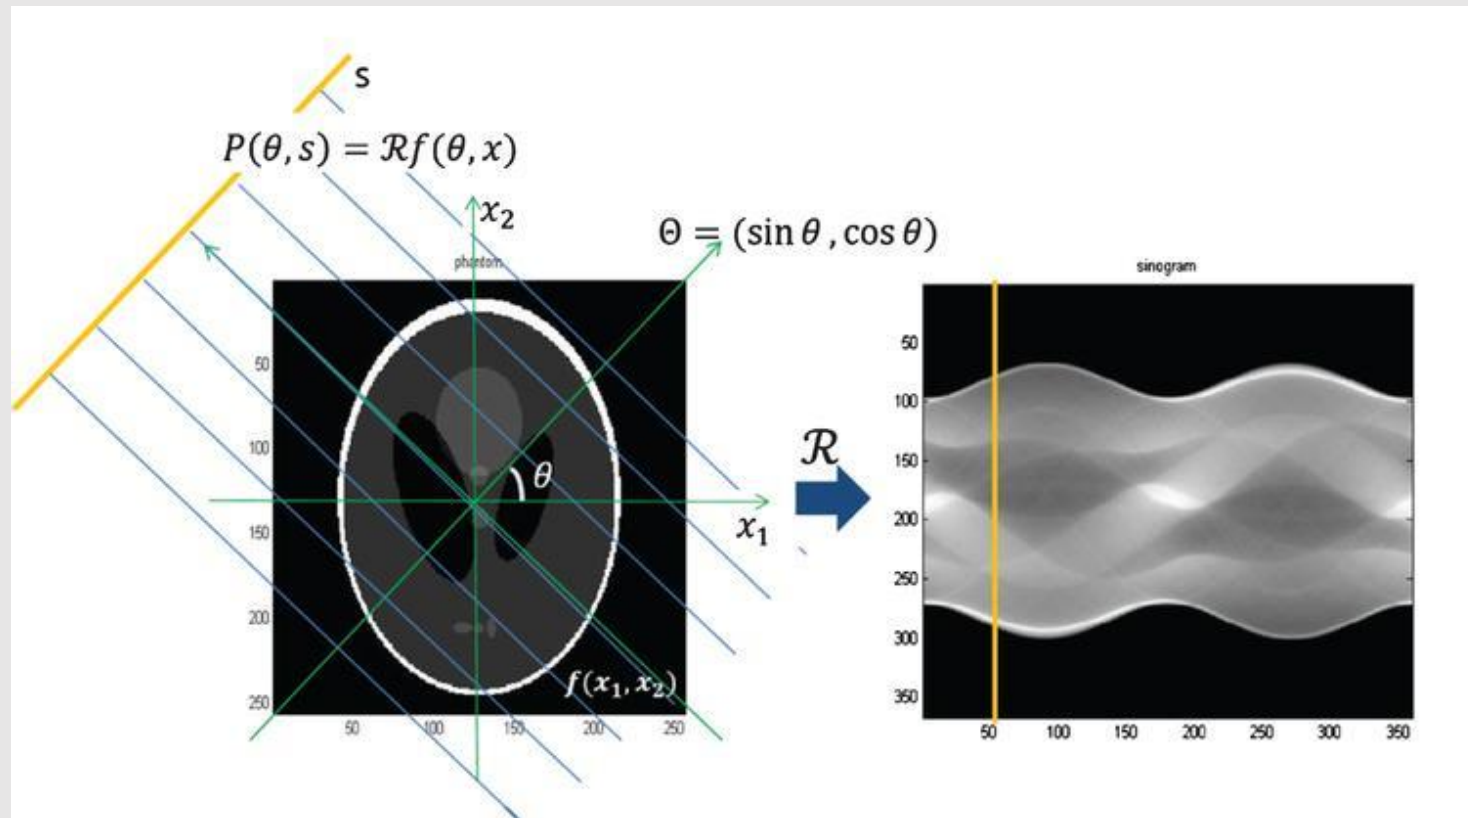 s
P(θ, s) = ℛf(θ, x)
x₂
Θ = (sin θ , cos θ)
phantom
sinogram
50
100
150
200
250
θ
x₁
f(x₁, x₂)
50
100
150
200
250
ℛ
50
100
150
200
250
300
350
50
100
150
200
250
300
350